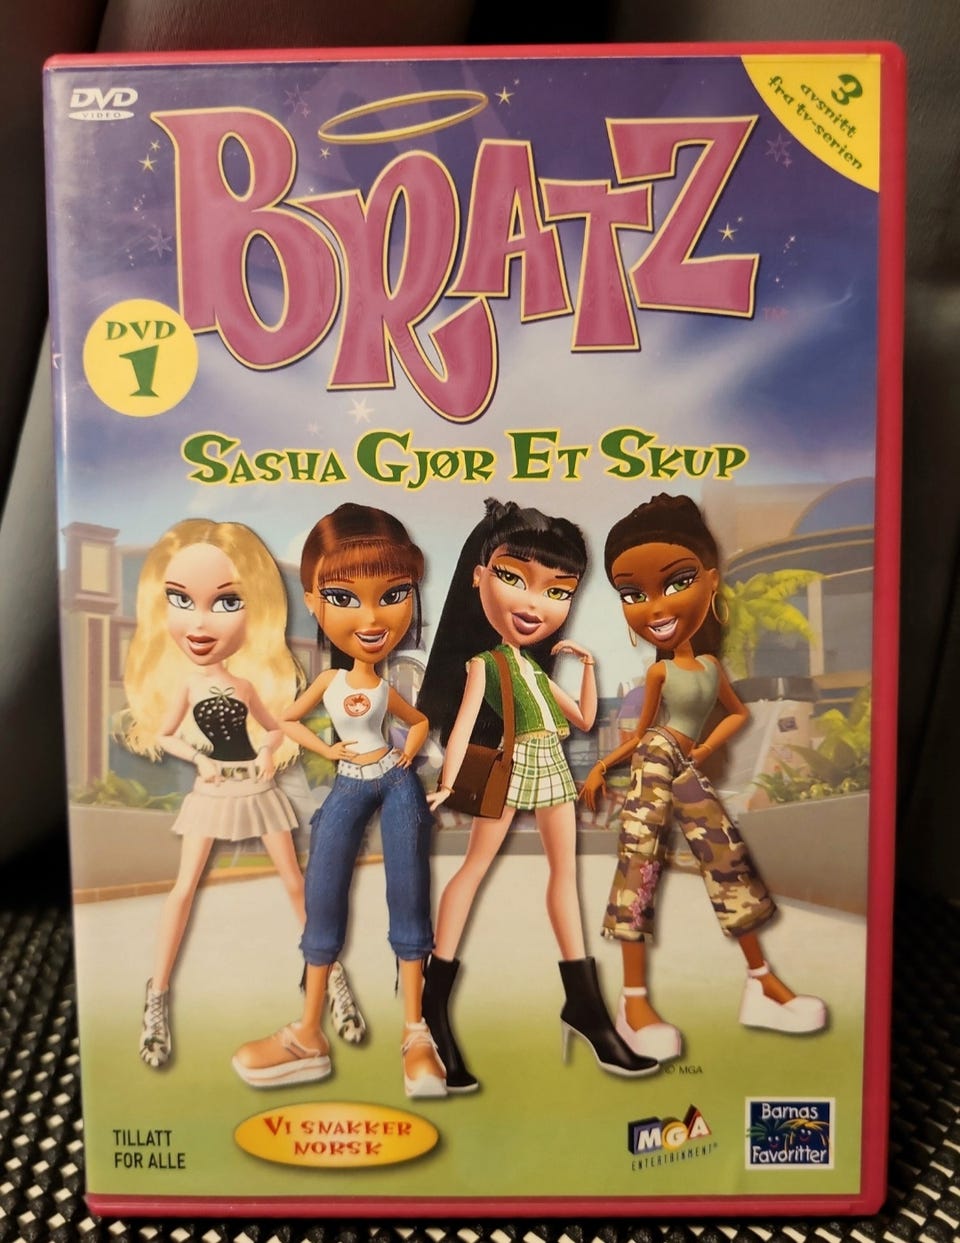 DVD
VIDEO
3
avsnitt
fra tv-serien
BRATZ
TM
DVD
1
SASHA GJØR ET SKUP
© MGA
TILLATT
FOR ALLE
VI SNAKKER
NORSK
MGA
ENTERTAINMENT
Barnas
Favoritter